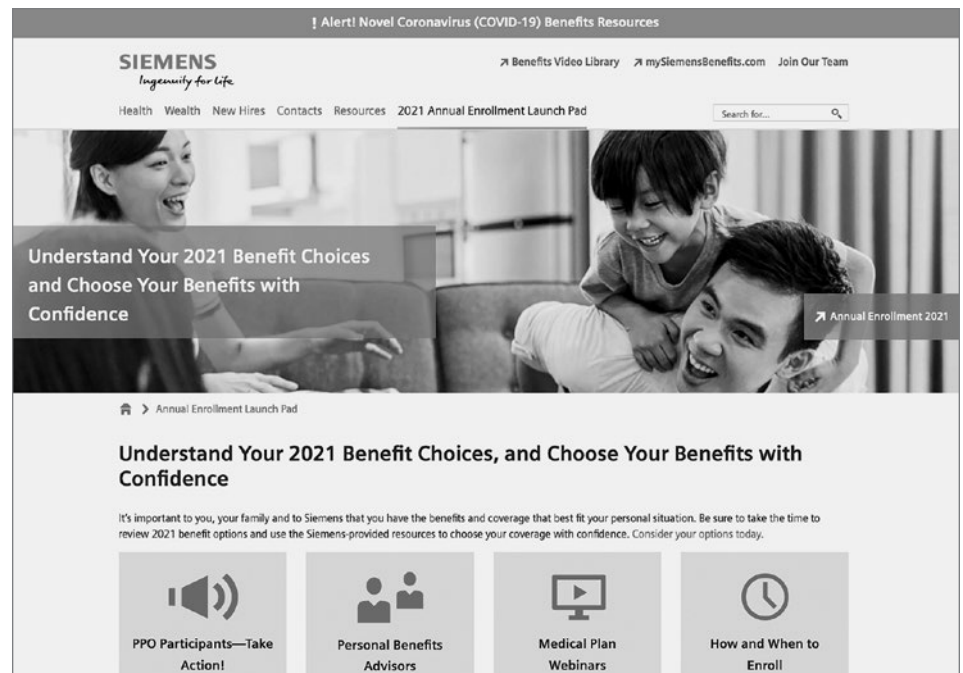 ! Alert! Novel Coronavirus (COVID-19) Benefits Resources
SIEMENS
Ingenuity for life
Benefits Video Library mySiemensBenefits.com Join Our Team
Health Wealth New Hires Contacts Resources 2021 Annual Enrollment Launch Pad
Search for...
Understand Your 2021 Benefit Choices
and Choose Your Benefits with
Confidence
Annual Enrollment 2021
Annual Enrollment Launch Pad
Understand Your 2021 Benefit Choices, and Choose Your Benefits with
Confidence
It's important to you, your family and to Siemens that you have the benefits and coverage that best fit your personal situation. Be sure to take the time to
review 2021 benefit options and use the Siemens-provided resources to choose your coverage with confidence. Consider your options today.
PPO Participants—Take
Action!
Personal Benefits
Advisors
Medical Plan
Webinars
How and When to
Enroll